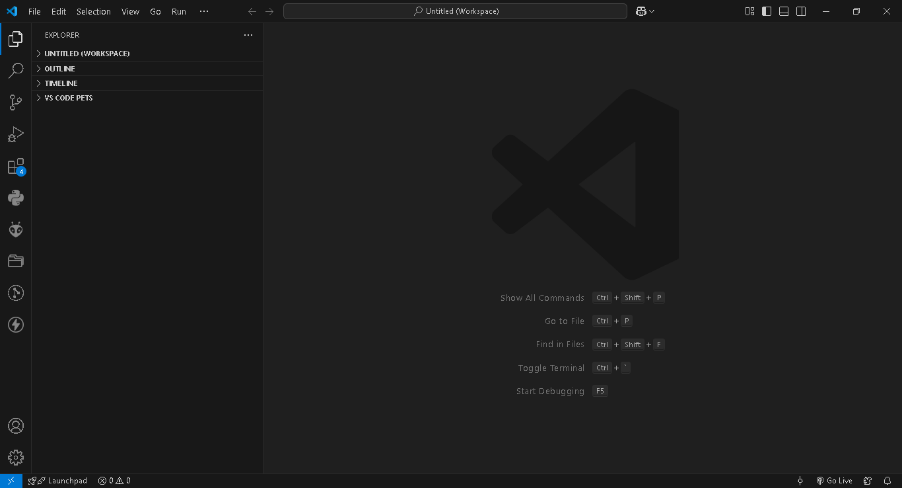 File Edit Selection View Go Run ···
Untitled (Workspace)
EXPLORER ···
UNTITLED (WORKSPACE)
OUTLINE
TIMELINE
VS CODE PETS
4
Show All Commands Ctrl + Shift + P
Go to File Ctrl + P
Find in Files Ctrl + Shift + F
Toggle Terminal Ctrl + `
Start Debugging F5
Launchpad 0 0 Go Live